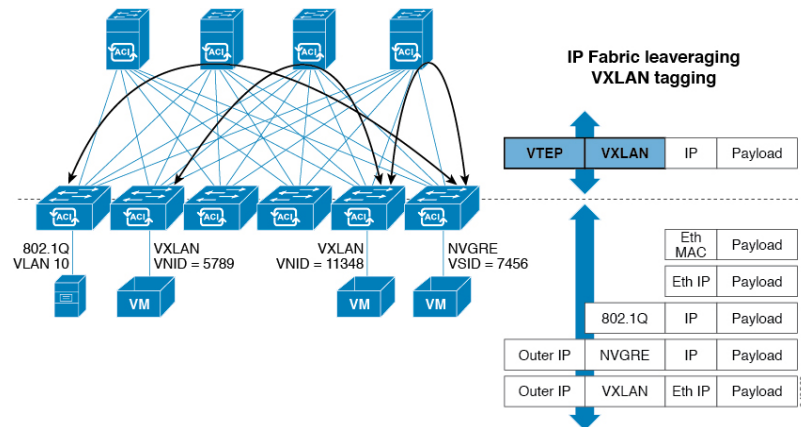 ACI
ACI
ACI
ACI
IP Fabric leaveraging
VXLAN tagging
VTEP
VXLAN
IP
Payload
ACI
ACI
ACI
ACI
ACI
ACI
802.1Q
VLAN 10
VXLAN
VNID = 5789
VXLAN
VNID = 11348
NVGRE
VSID = 7456
VM
VM
VM
Eth
MAC
Payload
Eth IP
Payload
802.1Q
IP
Payload
Outer IP
NVGRE
IP
Payload
Outer IP
VXLAN
Eth IP
Payload